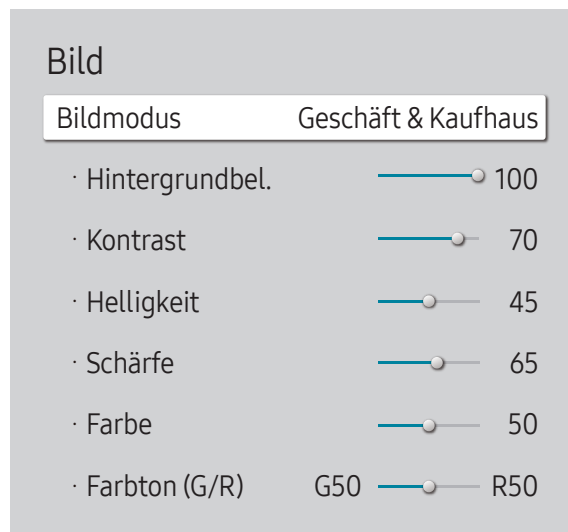 Bild
Bildmodus Geschäft & Kaufhaus
· Hintergrundbel. 100
· Kontrast 70
· Helligkeit 45
· Schärfe 65
· Farbe 50
· Farbton (G/R) G50 R50